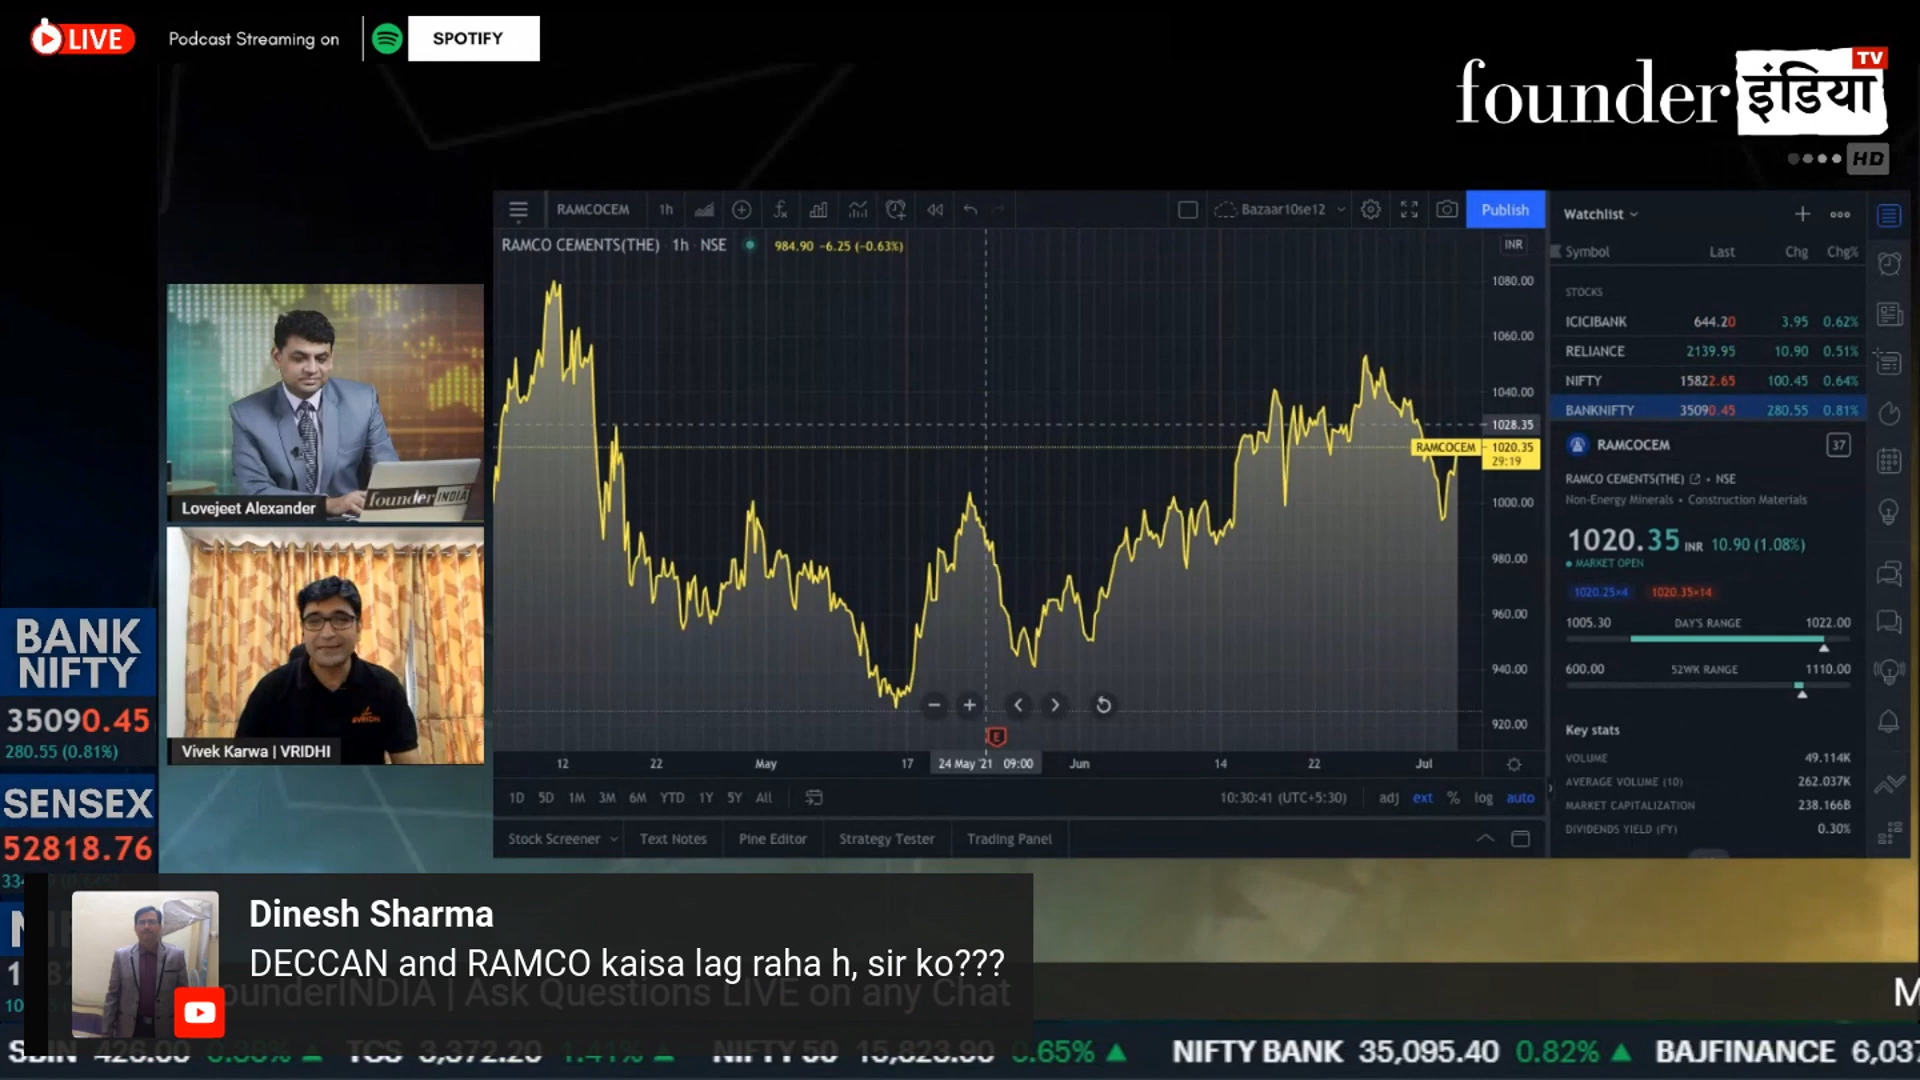 LIVE
Podcast Streaming on
SPOTIFY
founder इंडिया TV
HD
RAMCOCEM 1h
Bazaar10se12
Publish
RAMCO CEMENTS(THE) 1h NSE 984.90 -6.25 (-0.63%)
INR
1080.00
1060.00
1040.00
1028.35
RAMCOCEM 1020.35
29:19
1000.00
980.00
960.00
940.00
920.00
E
12 22 May 17 24 May '21 09:00 Jun 14 22 Jul
1D 5D 1M 3M 6M YTD 1Y 5Y All
10:30:41 (UTC+5:30) adj ext % log auto
Stock Screener Text Notes Pine Editor Strategy Tester Trading Panel
Watchlist
Symbol Last Chg Chg%
STOCKS
ICICIBANK 644.20 3.95 0.62%
RELIANCE 2139.95 10.90 0.51%
NIFTY 15822.65 100.45 0.64%
BANKNIFTY 35090.45 280.55 0.81%
RAMCOCEM 37
RAMCO CEMENTS(THE) • NSE
Non-Energy Minerals • Construction Materials
1020.35 INR 10.90 (1.08%)
MARKET OPEN
1020.25×4 1020.35×14
1005.30 DAY'S RANGE 1022.00
600.00 52WK RANGE 1110.00
Key stats
VOLUME 49.114K
AVERAGE VOLUME (10) 262.037K
MARKET CAPITALIZATION 238.166B
DIVIDENDS YIELD (FY) 0.30%
founder INDIA
Lovejeet Alexander
VRIDHI
Vivek Karwa | VRIDHI
BANK
NIFTY
35090.45
280.55 (0.81%)
SENSEX
52818.76
Dinesh Sharma
DECCAN and RAMCO kaisa lag raha h, sir ko???
ounderINDIA | Ask Questions LIVE on any Chat
M
SBIN 426.00 0.38% TCS 3,372.20 1.41% NIFTY 50 15,823.90 0.65% NIFTY BANK 35,095.40 0.82% BAJFINANCE 6,037